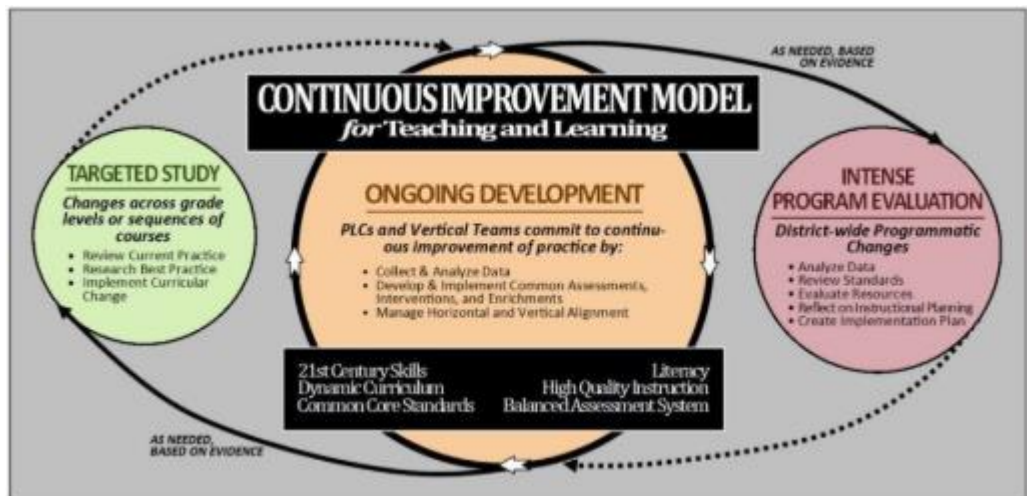 AS NEEDED, BASED
ON EVIDENCE
CONTINUOUS IMPROVEMENT MODEL
for Teaching and Learning
TARGETED STUDY
Changes across grade
levels or sequences of
courses
• Review Current Practice
• Research Best Practice
• Implement Curricular
Change
ONGOING DEVELOPMENT
PLCs and Vertical Teams commit to continu-
ous improvement of practice by:
• Collect & Analyze Data
• Develop & Implement Common Assessments,
Interventions, and Enrichments
• Manage Horizontal and Vertical Alignment
INTENSE
PROGRAM EVALUATION
District-wide Programmatic
Changes
• Analyze Data
• Review Standards
• Evaluate Resources
• Reflect on Instructional Planning
• Create Implementation Plan
21st Century Skills
Dynamic Curriculum
Common Core Standards
Literacy
High Quality Instruction
Balanced Assessment System
AS NEEDED,
BASED ON EVIDENCE